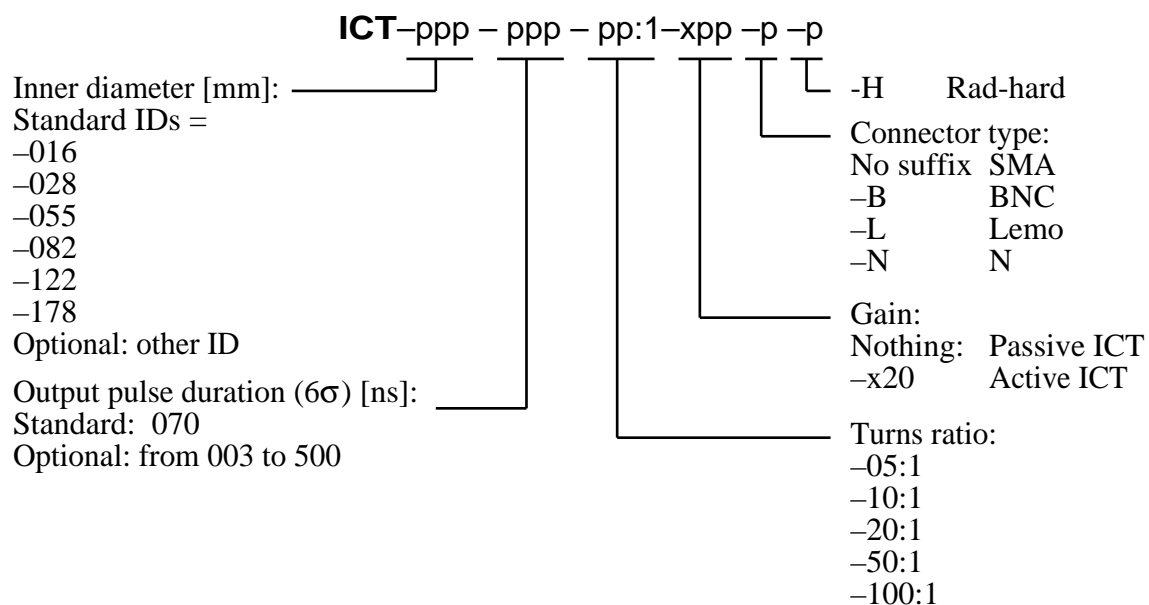 ICT–ppp – ppp – pp:1–xpp –p –p
Inner diameter [mm]:
Standard IDs =
–016
–028
–055
–082
–122
–178
Optional: other ID
Output pulse duration (6σ) [ns]:
Standard: 070
Optional: from 003 to 500
-H Rad-hard
Connector type:
No suffix SMA
–B BNC
–L Lemo
–N N
Gain:
Nothing: Passive ICT
–x20 Active ICT
Turns ratio:
–05:1
–10:1
–20:1
–50:1
–100:1